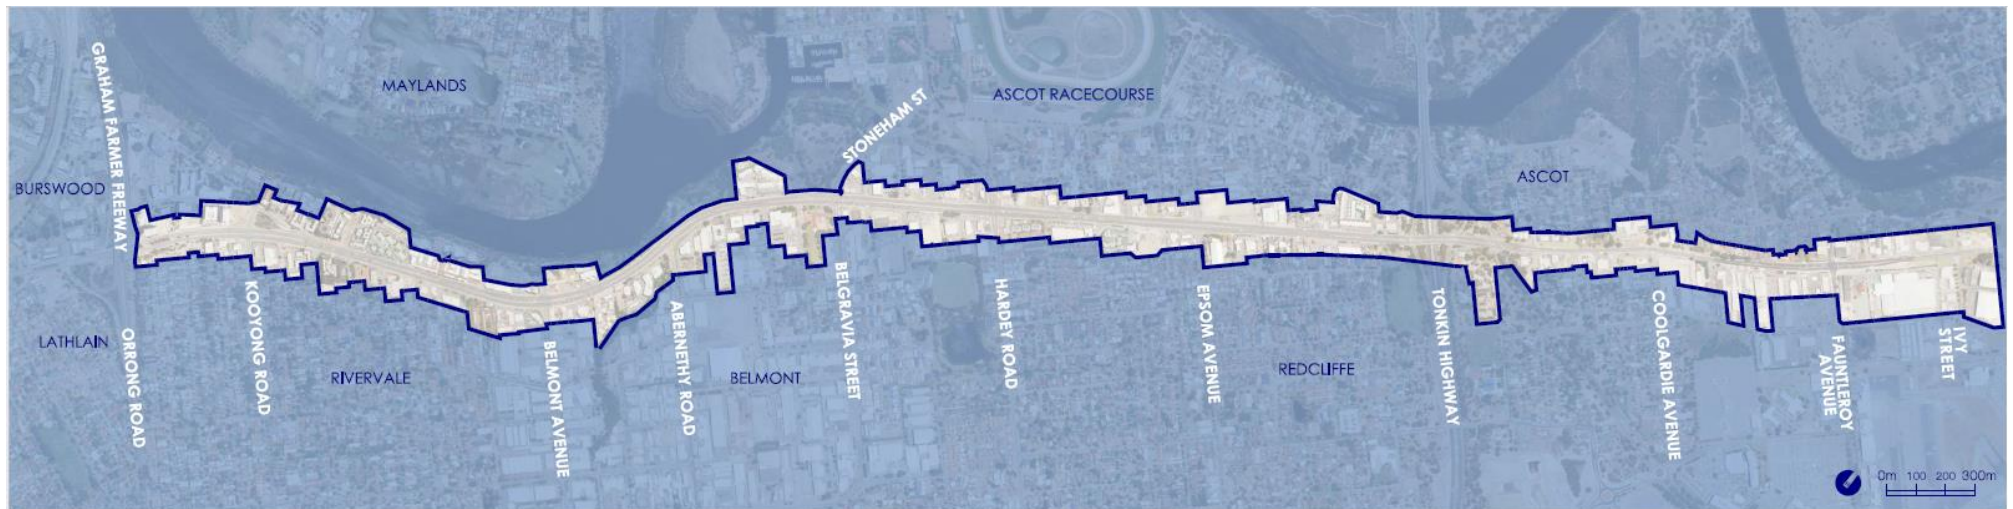 GRAHAM FARMER FREEWAY
MAYLANDS
STONEHAM ST
ASCOT RACECOURSE
BURSWOOD
ASCOT
LATHLAIN
ORRONG ROAD
KOOYONG ROAD
RIVERVALE
BELMONT AVENUE
ABERNETHY ROAD
BELMONT
BELGRAVIA STREET
HARDEY ROAD
EPSOM AVENUE
REDCLIFFE
TONKIN HIGHWAY
COOLGARDIE AVENUE
FAUNTLEROY
AVENUE
IVY
STREET
0m 100 200 300m